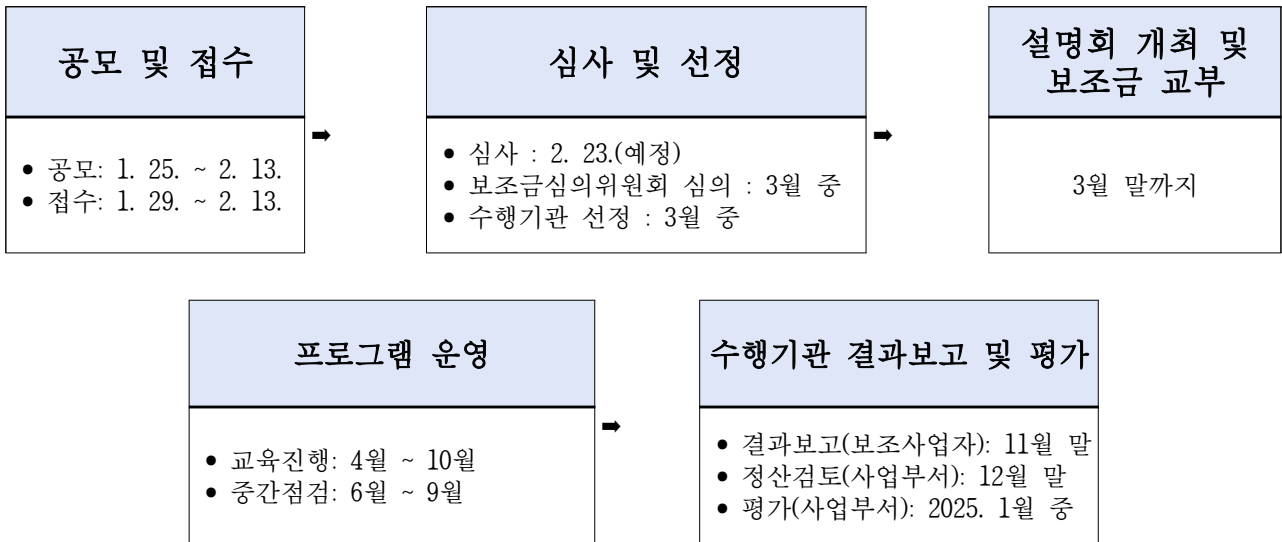 공모 및 접수
• 공모: 1. 25. ~ 2. 13.
• 접수: 1. 29. ~ 2. 13.
➡
심사 및 선정
• 심사 : 2. 23.(예정)
• 보조금심의위원회 심의 : 3월 중
• 수행기관 선정 : 3월 중
➡
설명회 개최 및
보조금 교부
3월 말까지
프로그램 운영
• 교육진행: 4월 ~ 10월
• 중간점검: 6월 ~ 9월
➡
수행기관 결과보고 및 평가
• 결과보고(보조사업자): 11월 말
• 정산검토(사업부서): 12월 말
• 평가(사업부서): 2025. 1월 중